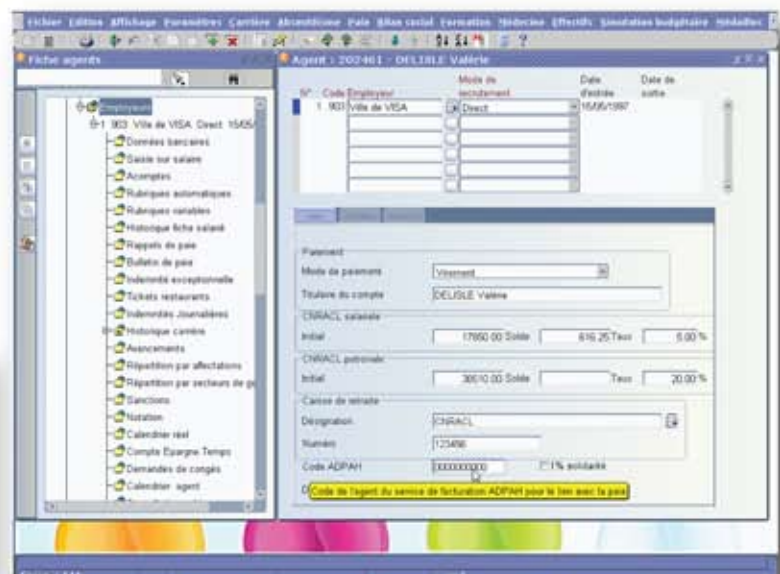 Fichier Edition Affichage Paramètres Carrière Absentéisme Paie Bilan social Formation Médecine Effectifs Simulation budgétaire Médailles
Fiche agents
Employeurs
1 903 Ville de VISA Direct 15/05/
Données bancaires
Saisie sur salaire
Acomptes
Rubriques automatiques
Rubriques variables
Historique fiche salarié
Rappels de paie
Bulletin de paie
Indemnité exceptionnelle
Tickets restaurants
Indemnités Journalières
Historique carrière
Avancements
Répartition par affectations
Répartition par secteurs de ge
Sanctions
Notation
Calendrier réel
Compte Epargne Temps
Demandes de congés
Calendrier agent
Agent : 202461 - DELISLE Valérie
N° Code Employeur Mode de recrutement Date d'entrée Date de sortie
1 903 Ville de VISA Direct 15/05/1997
Paiement
Mode de paiement Virement
Titulaire du compte DELISLE Valérie
CNRACL salariale
Initial 17850.00 Solde 616.25 Taux 5.00 %
CNRACL patronale
Initial 30510.00 Solde Taux 20.00 %
Caisse de retraite
Désignation CNRACL
Numéro 123456
Code ADPAH 0000000000 1% solidarité
Code de l'agent du service de facturation ADPAH pour le lien avec la paie